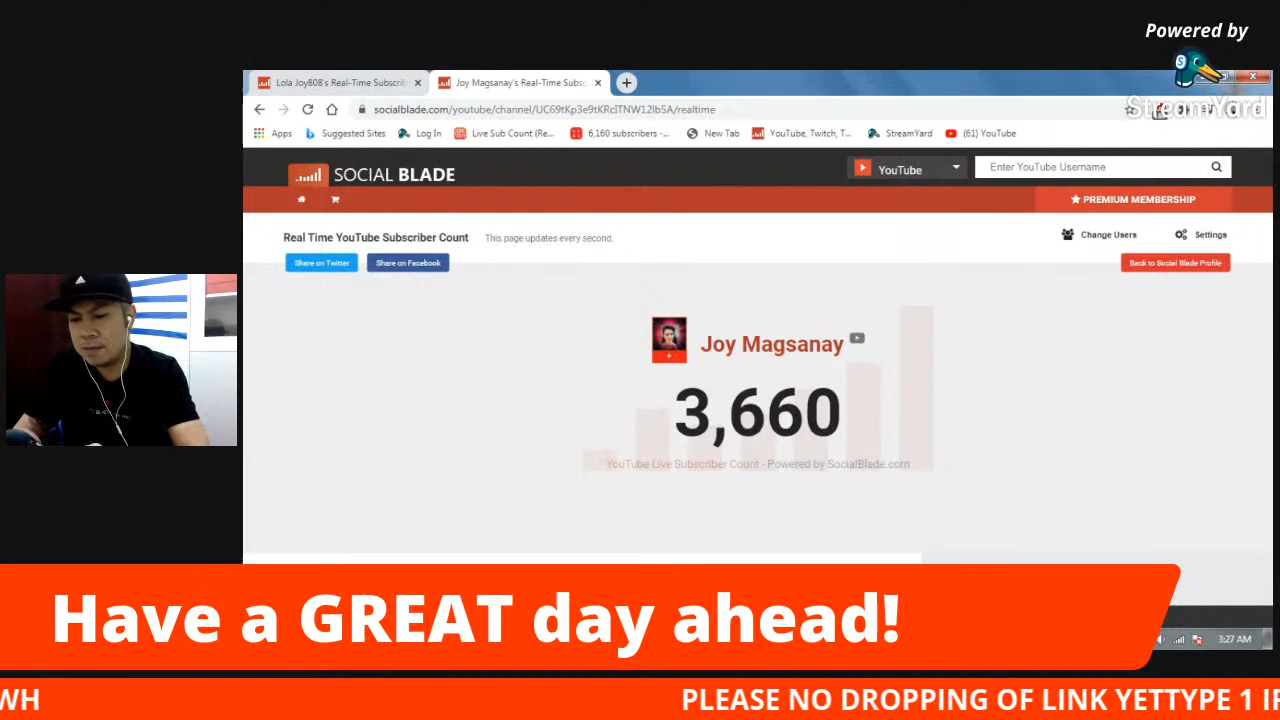 Powered by
StreamYard
Lola Joy808's Real-Time Subscrib
Joy Magsanay's Real-Time Subsc
socialblade.com/youtube/channel/UC69tKp3e9tKRcITNW12Ib5A/realtime
Apps
Suggested Sites
Log In
Live Sub Count (Re...
6,160 subscribers -...
New Tab
YouTube, Twitch, T...
StreamYard
(61) YouTube
SOCIAL BLADE
YouTube
Enter YouTube Username
PREMIUM MEMBERSHIP
Real Time YouTube Subscriber Count
This page updates every second.
Change Users
Settings
Share on Twitter
Share on Facebook
Back to Social Blade Profile
Joy Magsanay
3,660
YouTube Live Subscriber Count - Powered by SocialBlade.com
Have a GREAT day ahead!
3:27 AM
WH
PLEASE NO DROPPING OF LINK YETTYPE 1 IF